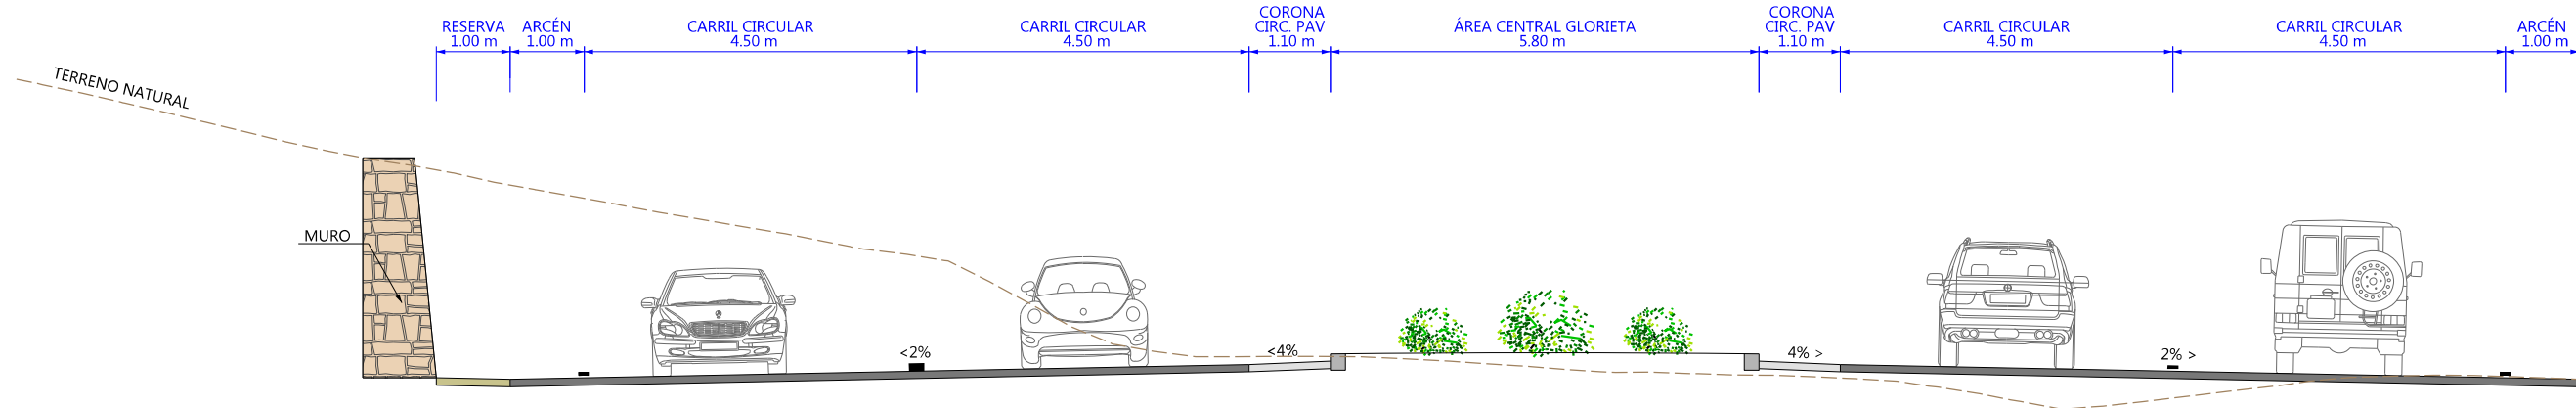 RESERVA
1.00 m
ARCÉN
1.00 m
CARRIL CIRCULAR
4.50 m
CARRIL CIRCULAR
4.50 m
CORONA
CIRC. PAV
1.10 m
ÁREA CENTRAL GLORIETA
5.80 m
CORONA
CIRC. PAV
1.10 m
CARRIL CIRCULAR
4.50 m
CARRIL CIRCULAR
4.50 m
ARCÉN
1.00 m
TERRENO NATURAL
MURO
<2%
<4%
4% >
2% >